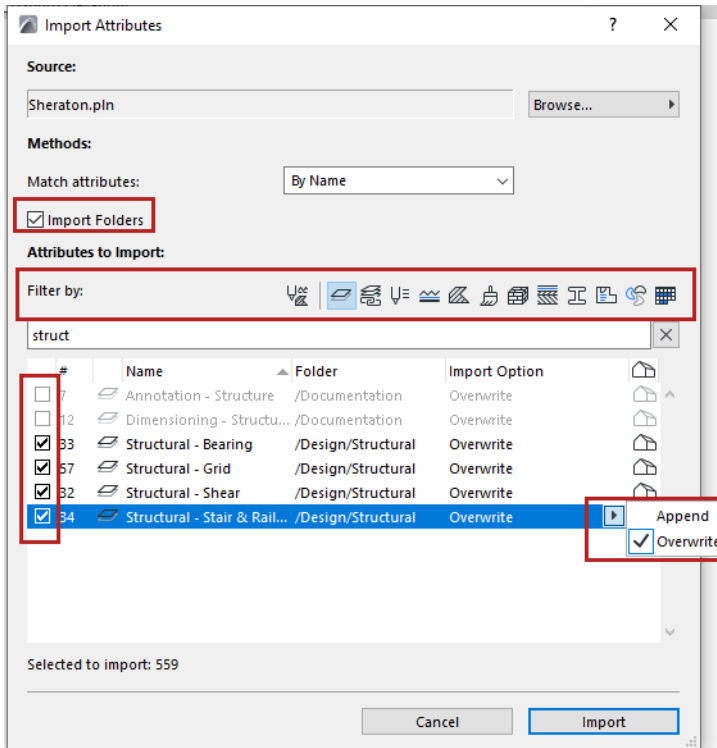 Import Attributes
?
Source:
Sheraton.pln
Browse...
Methods:
Match attributes:
By Name
Import Folders
Attributes to Import:
Filter by:
struct
# Name Folder Import Option
7 Annotation - Structure /Documentation Overwrite
12 Dimensioning - Structu... /Documentation Overwrite
33 Structural - Bearing /Design/Structural Overwrite
57 Structural - Grid /Design/Structural Overwrite
32 Structural - Shear /Design/Structural Overwrite
34 Structural - Stair & Rail... /Design/Structural Overwrite
Append
Overwrite
Selected to import: 559
Cancel Import